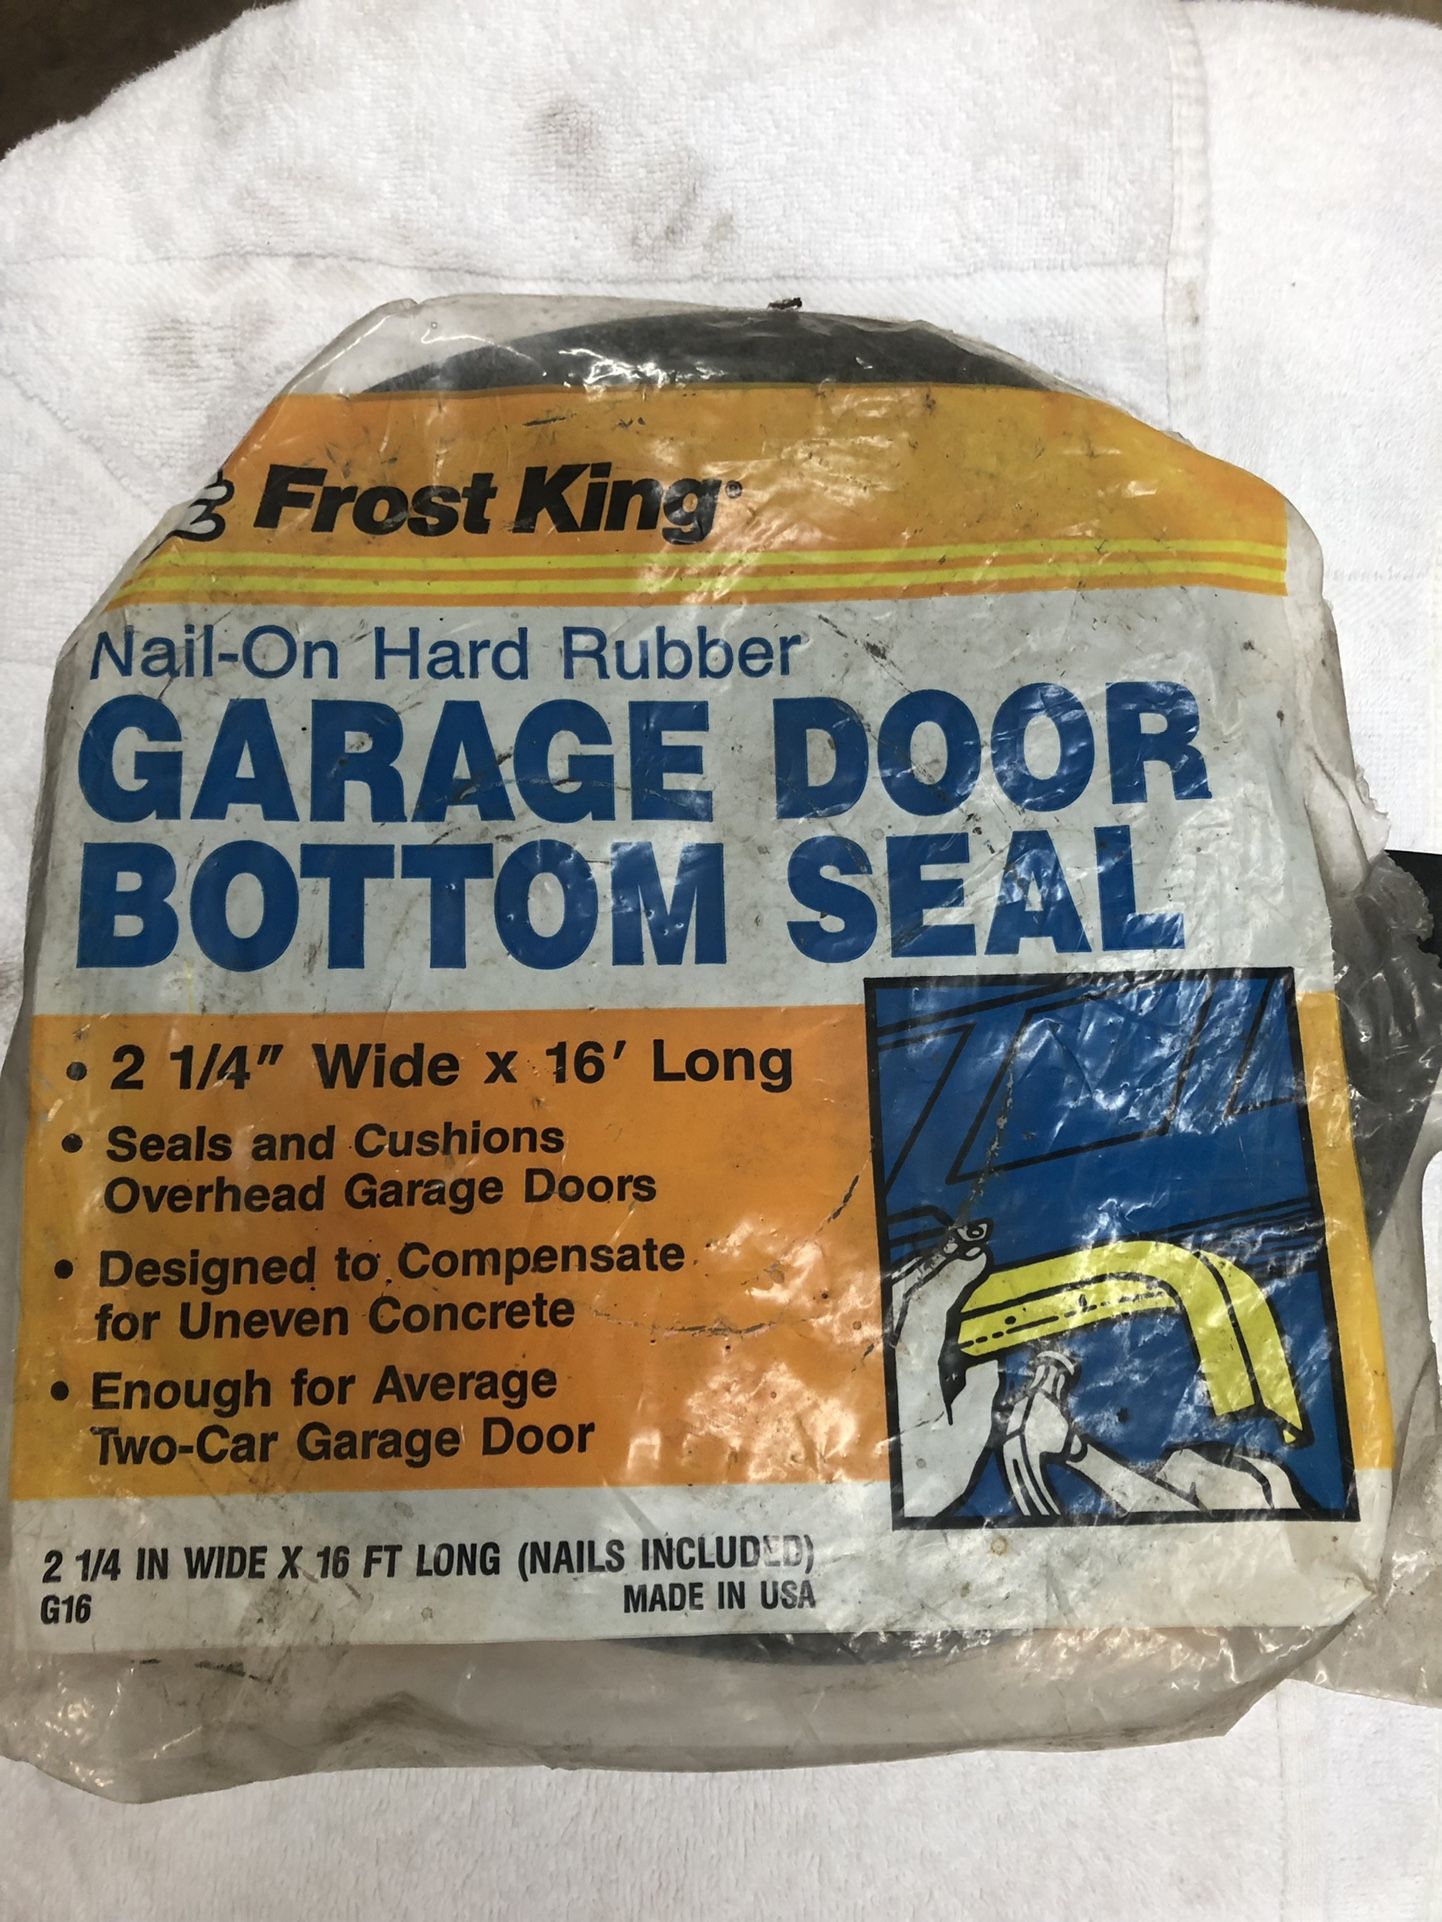 Frost King®
Nail-On Hard Rubber
GARAGE DOOR
BOTTOM SEAL
• 2 1/4" Wide x 16' Long
• Seals and Cushions
Overhead Garage Doors
• Designed to Compensate
for Uneven Concrete
• Enough for Average
Two-Car Garage Door
2 1/4 IN WIDE X 16 FT LONG (NAILS INCLUDED)
G16 MADE IN USA